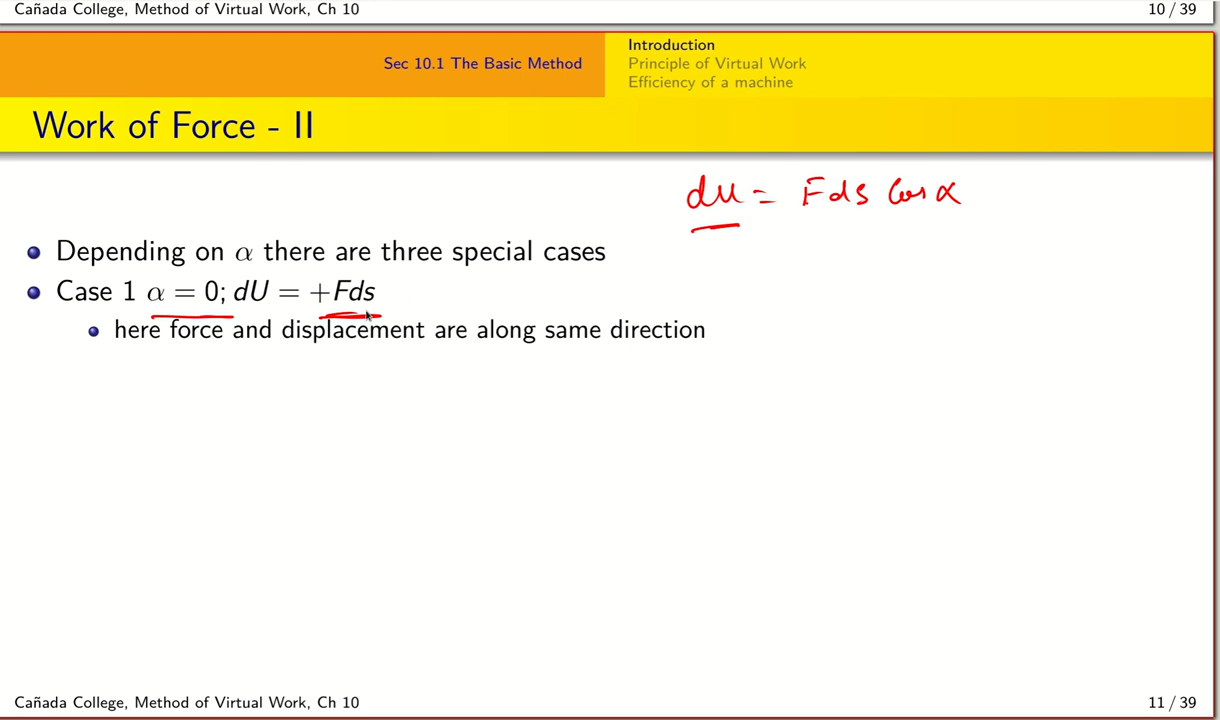 Cañada College, Method of Virtual Work, Ch 10 10 / 39
Sec 10.1 The Basic Method
Introduction
Principle of Virtual Work
Efficiency of a machine
Work of Force - II
du = Fds Cos α
Depending on α there are three special cases
Case 1 α = 0; dU = +Fds
here force and displacement are along same direction
Cañada College, Method of Virtual Work, Ch 10 11 / 39